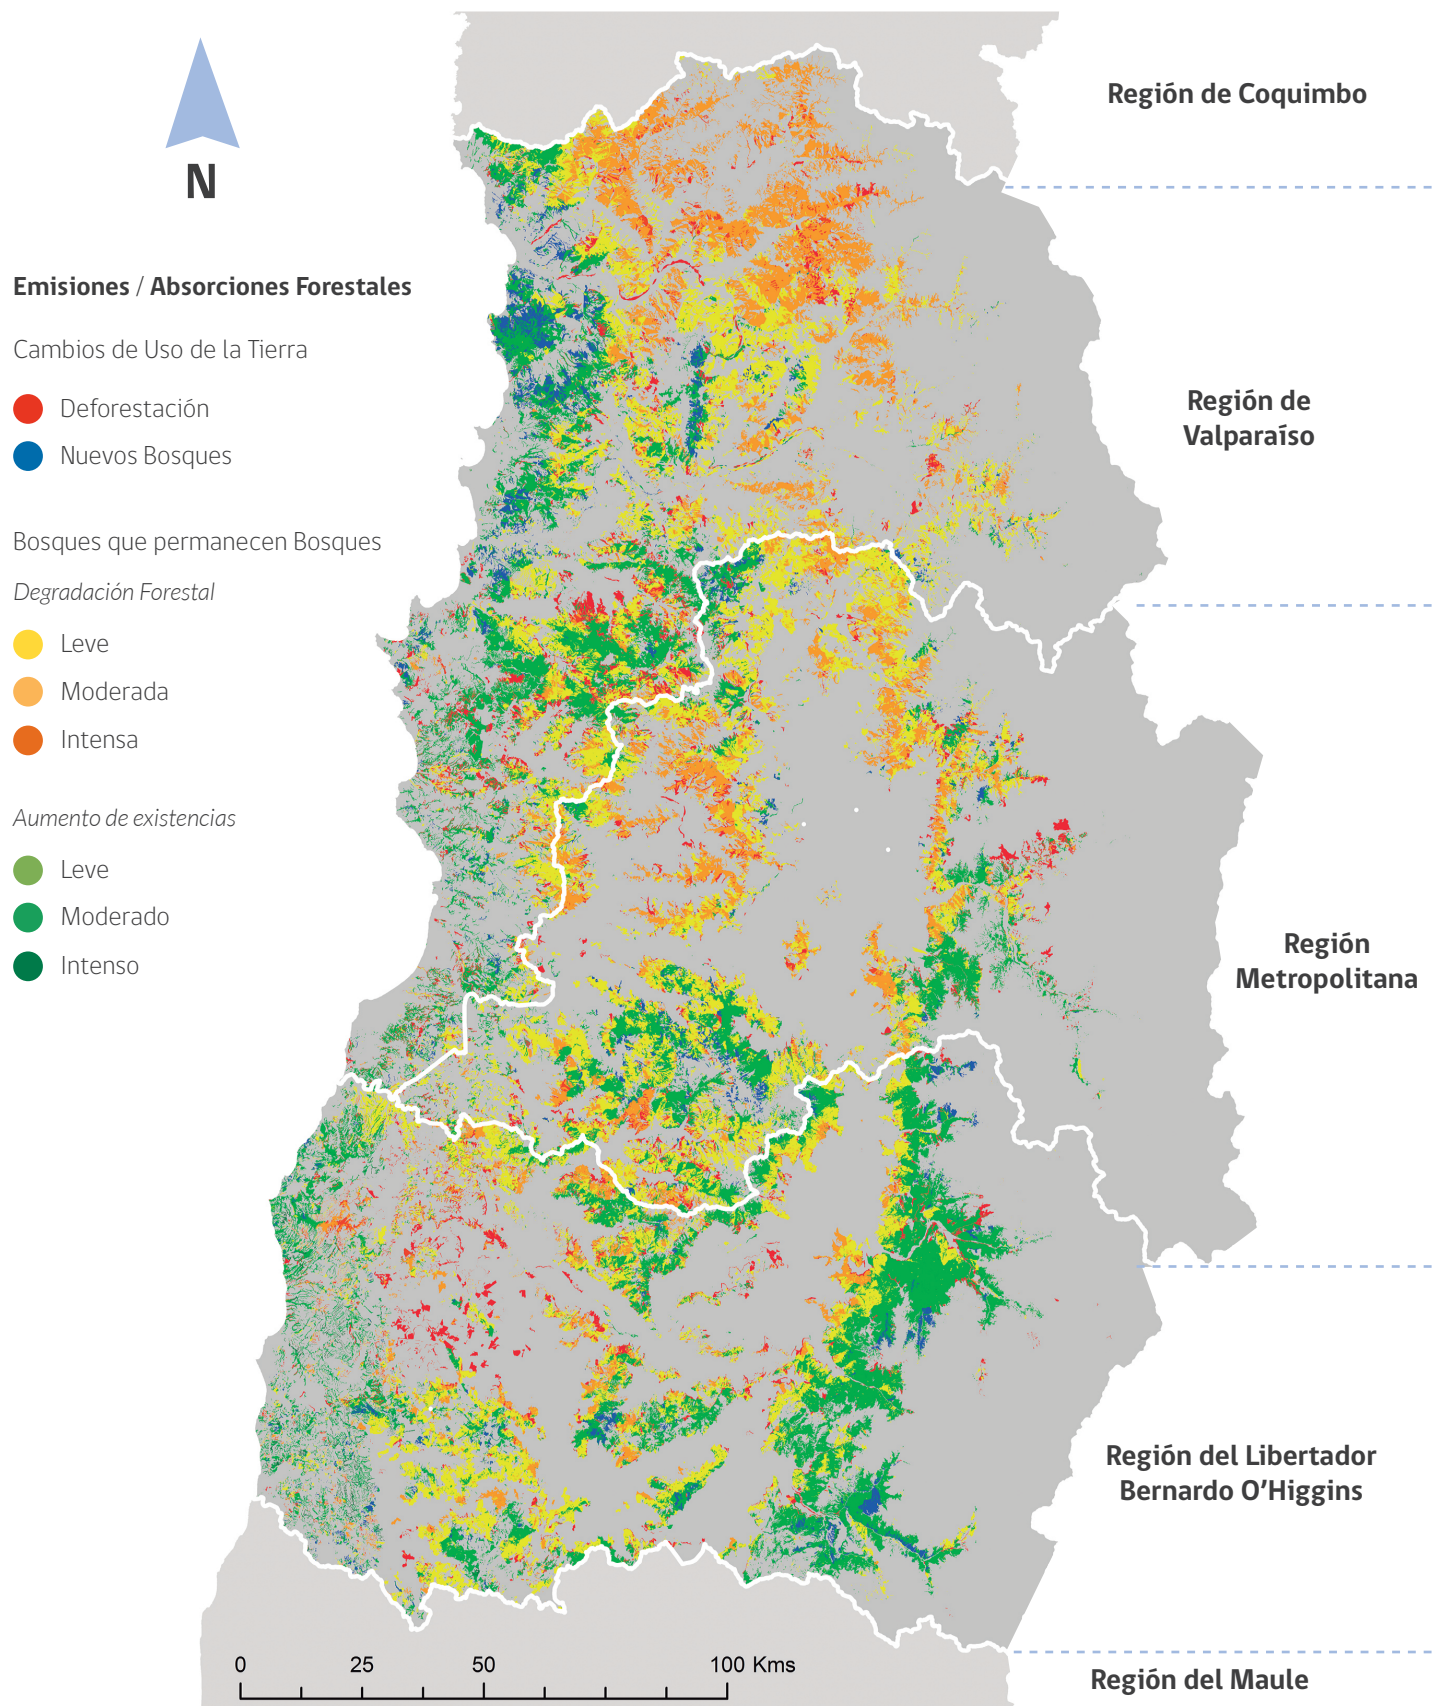 N
Emisiones / Absorciones Forestales
Cambios de Uso de la Tierra
Deforestación
Nuevos Bosques
Bosques que permanecen Bosques
Degradación Forestal
Leve
Moderada
Intensa
Aumento de existencias
Leve
Moderado
Intenso
Región de Coquimbo
Región de
Valparaíso
Región
Metropolitana
Región del Libertador
Bernardo O’Higgins
Región del Maule
0 25 50 100 Kms